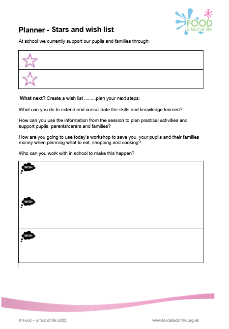 FOOD
a fact of life
Planner - Stars and wish list
At school we currently support our pupils and families through:
What next? Create a wish list ........plan your next steps:
What can you do to extend and consolidate the skills and knowledge learned?
How can you use the information from the session to plan practical activities and
support pupils, parents/carers and families?
How are you going to use today's workshop to save you, your pupils and their families
money when planning what to eat, shopping and cooking?
Who can you work with in school to make this happen?
© Food – a fact of life 2022
www.foodafactoflife.org.uk